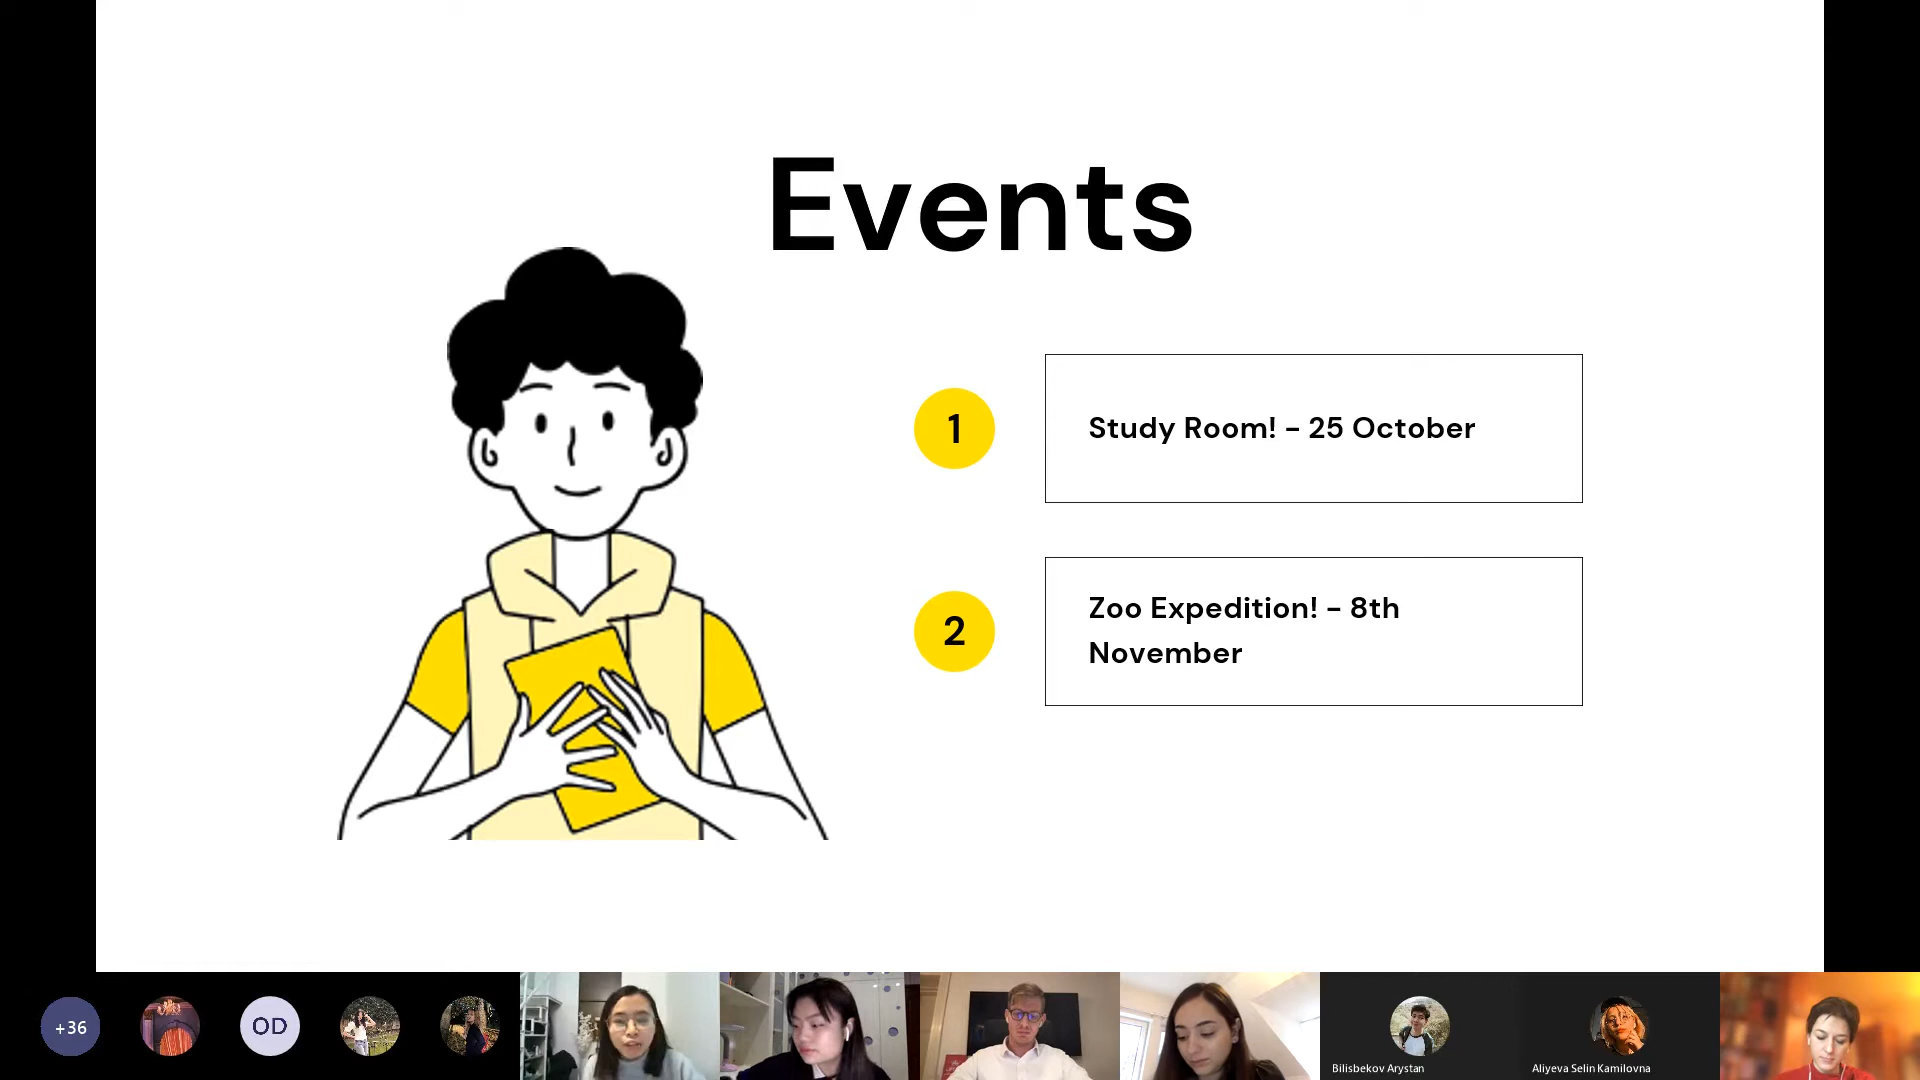 Events
1
Study Room! - 25 October
2
Zoo Expedition! - 8th
November
+36
OD
Bilisbekov Arystan
Aliyeva Selin Kamilovna